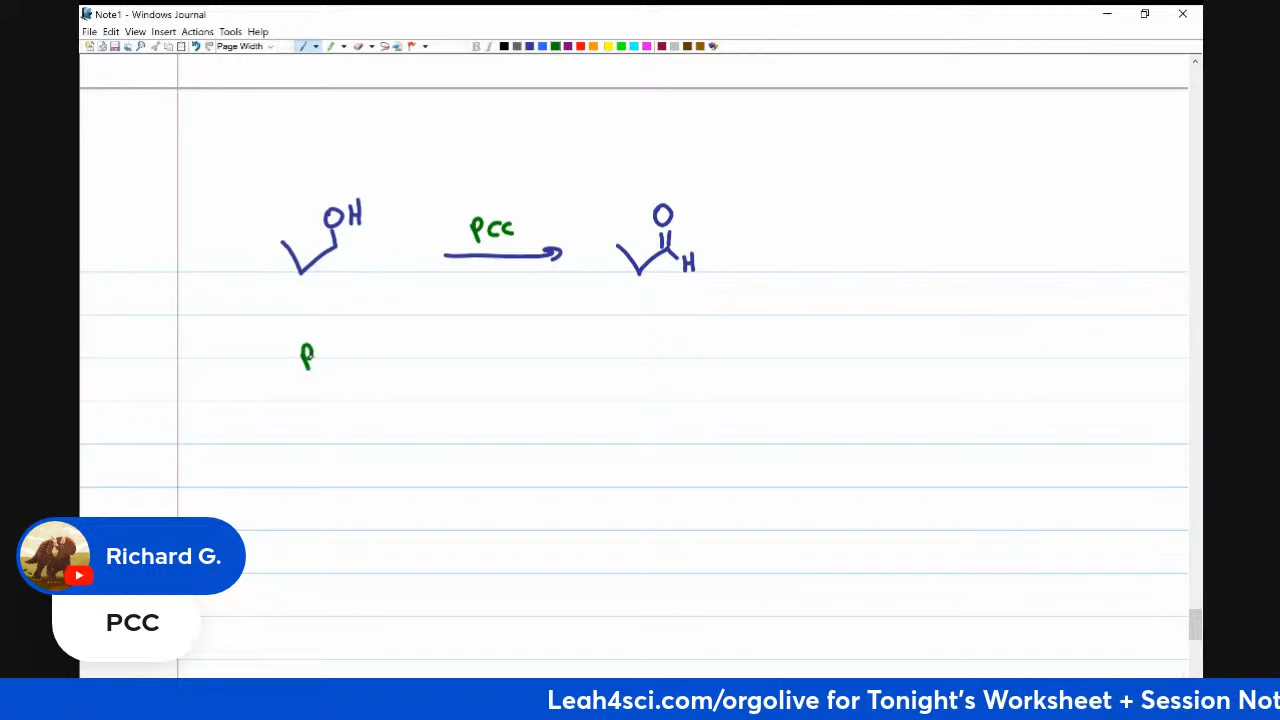 Note1 - Windows Journal
File Edit View Insert Actions Tools Help
Page Width B I
OH
PCC
O
H
P
Richard G.
PCC
Leah4sci.com/orgolive for Tonight's Worksheet + Session Not